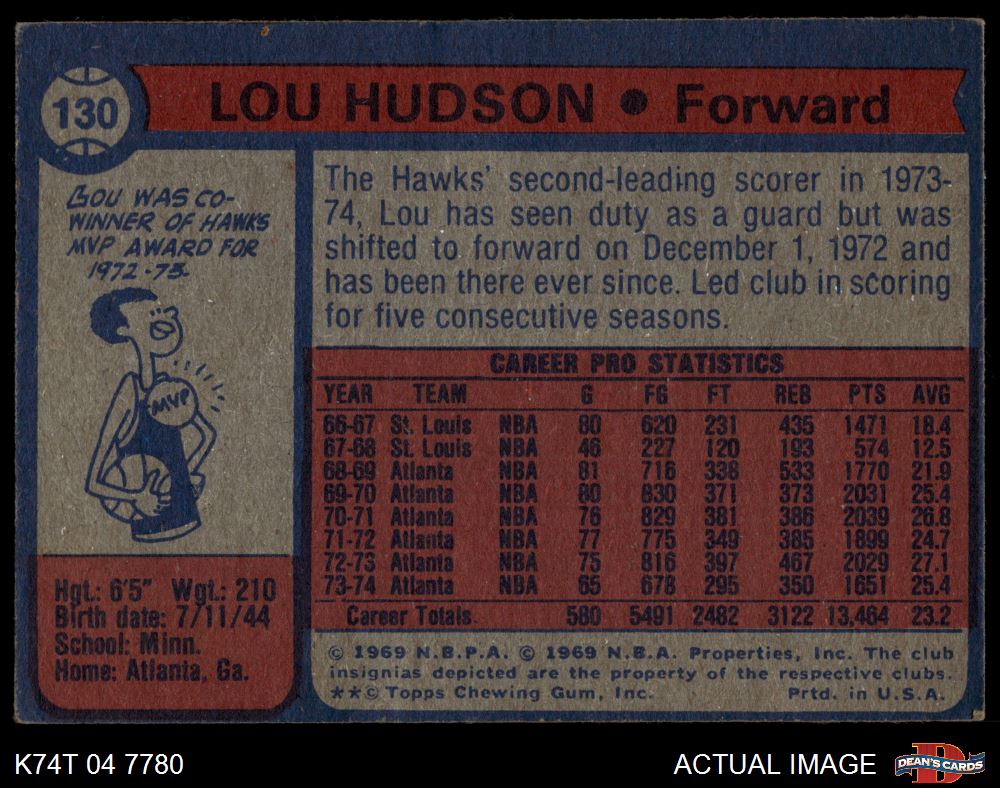 130
LOU HUDSON • Forward
LOU WAS CO-
WINNER OF HAWKS
MVP AWARD FOR
1972-73.
MVP
Hgt.: 6'5" Wgt.: 210
Birth date: 7/11/44
School: Minn.
Home: Atlanta, Ga.
The Hawks' second-leading scorer in 1973-
74, Lou has seen duty as a guard but was
shifted to forward on December 1, 1972 and
has been there ever since. Led club in scoring
for five consecutive seasons.
CAREER PRO STATISTICS
YEAR TEAM G FG FT REB PTS AVG
66-67 St. Louis NBA 80 620 231 435 1471 18.4
67-68 St. Louis NBA 46 227 120 193 574 12.5
68-69 Atlanta NBA 81 716 338 533 1770 21.9
69-70 Atlanta NBA 80 830 371 373 2031 25.4
70-71 Atlanta NBA 76 829 381 386 2039 26.8
71-72 Atlanta NBA 77 775 349 385 1899 24.7
72-73 Atlanta NBA 75 816 397 467 2029 27.1
73-74 Atlanta NBA 65 678 295 350 1651 25.4
Career Totals 580 5491 2482 3122 13,464 23.2
© 1969 N.B.P.A. © 1969 N.B.A. Properties, Inc. The club
insignias depicted are the property of the respective clubs.
**© Topps Chewing Gum, Inc. Prtd. in U.S.A.
K74T 04 7780
ACTUAL IMAGE
DEAN'S CARDS